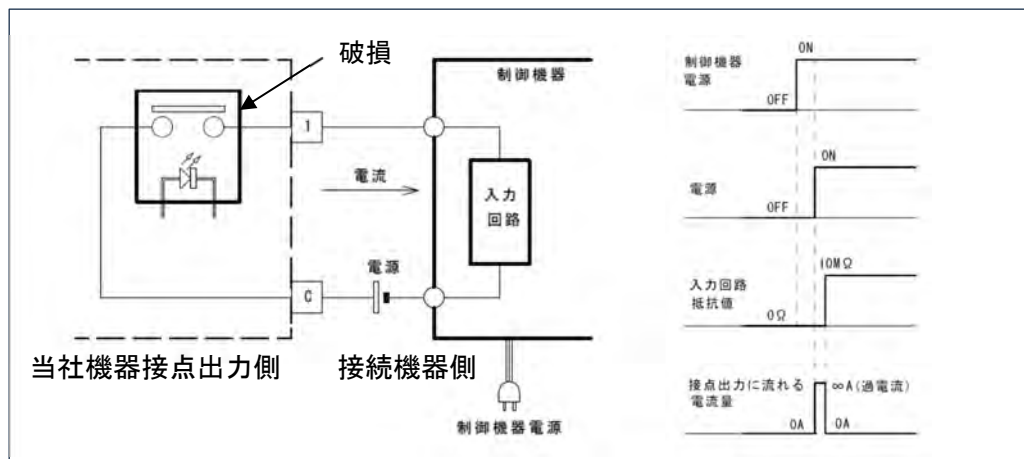 破損
制御機器
1
電流
入力
回路
電源
C
当社機器接点出力側
接続機器側
制御機器電源
制御機器
電源
ON
OFF
電源
ON
OFF
入力回路
抵抗値
10MΩ
0Ω
接点出力に流れる
電流量
∞A(過電流)
0A
0A